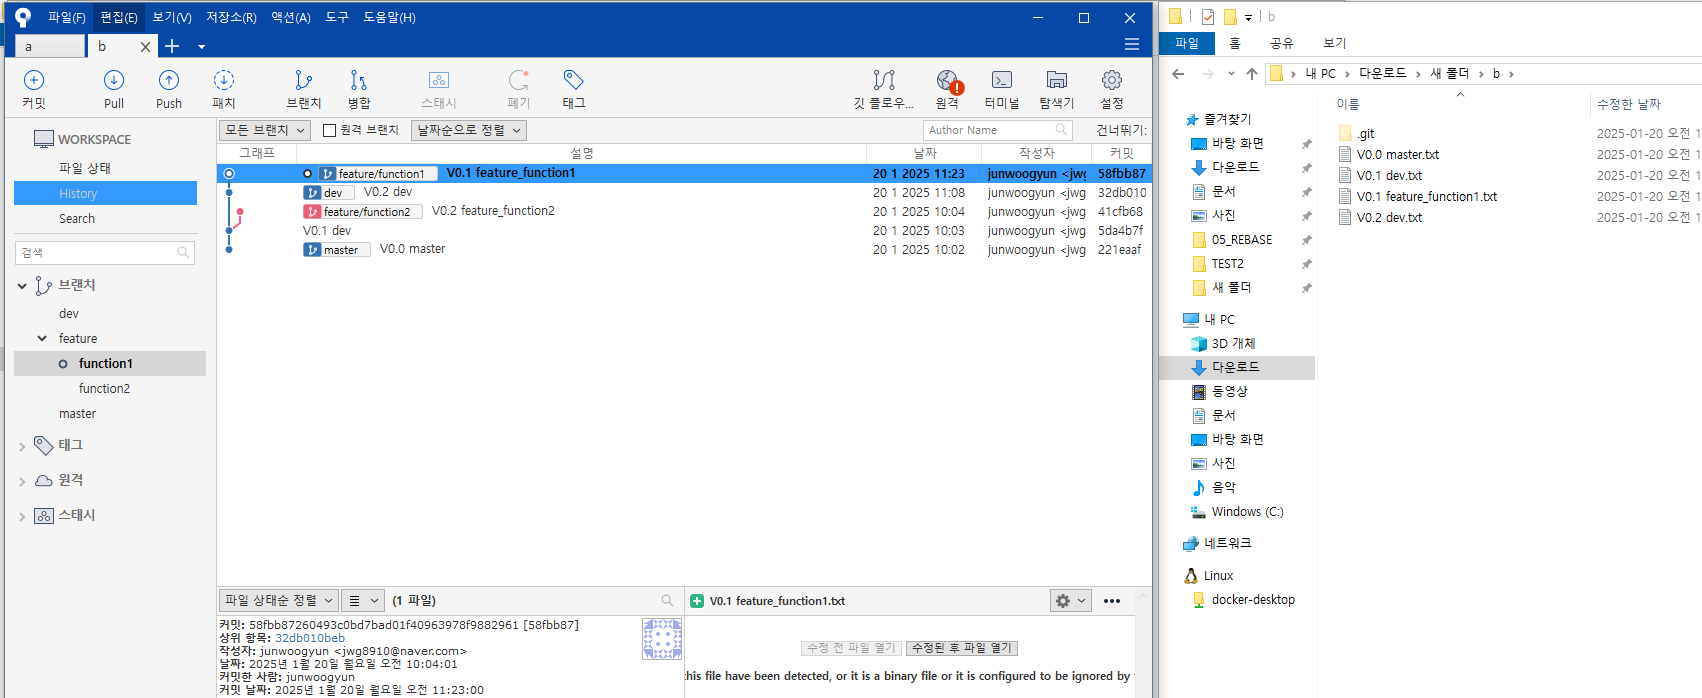 파일(F) 편집(E) 보기(V) 저장소(R) 액션(A) 도구 도움말(H)
a b
커밋 Pull Push 패치 브랜치 병합 스태시 폐기 태그 깃 플로우... 원격 터미널 탐색기 설정
WORKSPACE
파일 상태
History
Search
검색
브랜치
dev
feature
function1
function2
master
태그
원격
스태시
모든 브랜치 원격 브랜치 날짜순으로 정렬 Author Name 건너뛰기:
그래프 설명 날짜 작성자 커밋
feature/function1 V0.1 feature_function1 20 1 2025 11:23 junwoogyun <jwg 58fbb87
dev V0.2 dev 20 1 2025 11:08 junwoogyun <jwg 32db010
feature/function2 V0.2 feature_function2 20 1 2025 10:04 junwoogyun <jwg 41cfb68
V0.1 dev 20 1 2025 10:03 junwoogyun <jwg 5da4b7f
master V0.0 master 20 1 2025 10:02 junwoogyun <jwg 221eaaf
파일 상태순 정렬 (1 파일)
커밋: 58fbb87260493c0bd7bad01f40963978f9882961 [58fbb87]
상위 항목: 32db010beb
작성자: junwoogyun <jwg8910@naver.com>
날짜: 2025년 1월 20일 월요일 오전 10:04:01
커밋한 사람: junwoogyun
커밋 날짜: 2025년 1월 20일 월요일 오전 11:23:00
V0.1 feature_function1.txt
수정 전 파일 열기 수정된 후 파일 열기
this file have been detected, or it is a binary file or it is configured to be ignored by
b
파일 홈 공유 보기
내 PC 다운로드 새 폴더 b
즐겨찾기
바탕 화면
다운로드
문서
사진
05_REBASE
TEST2
새 폴더
내 PC
3D 개체
다운로드
동영상
문서
바탕 화면
사진
음악
Windows (C:)
네트워크
Linux
docker-desktop
이름 수정한 날짜
.git 2025-01-20 오전 1
V0.0 master.txt 2025-01-20 오전 1
V0.1 dev.txt 2025-01-20 오전 1
V0.1 feature_function1.txt 2025-01-20 오전 1
V0.2 dev.txt 2025-01-20 오전 1